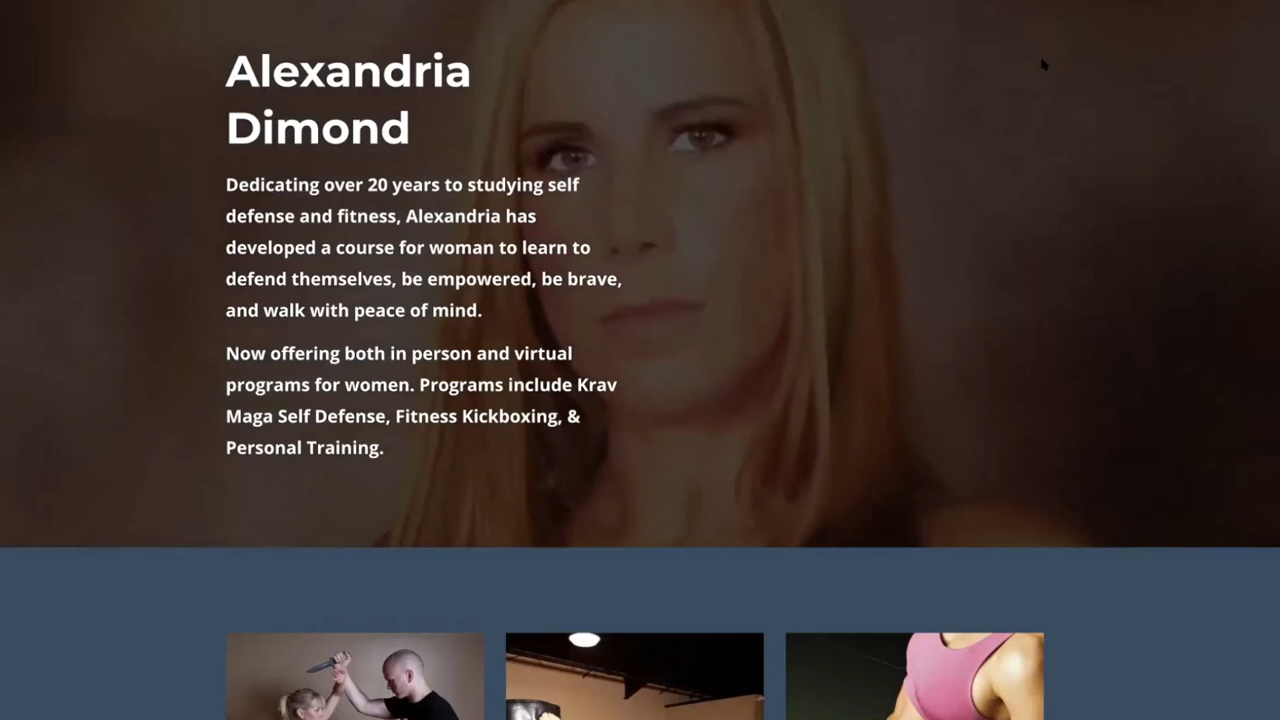 Alexandria
Dimond
Dedicating over 20 years to studying self
defense and fitness, Alexandria has
developed a course for woman to learn to
defend themselves, be empowered, be brave,
and walk with peace of mind.
Now offering both in person and virtual
programs for women. Programs include Krav
Maga Self Defense, Fitness Kickboxing, &
Personal Training.